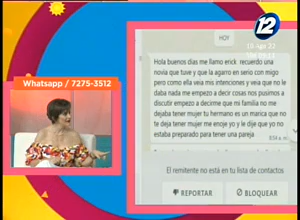 12
HOY
Whatsapp / 7275-3512
Hola buenos dias me llamo erick recuerdo una
novia que tuve y que la agarro en serio con migo
pero como ella veia mis intenciones y veia que no le
daba nada me empezo a decir cosas nos pusimos a
discutir empezo a decirme que mi familia no me
dejaba tener mujer tu hermano es un marica que no
te deja tener mujer me enoje yo y le dije que yo no
estaba preparado para tener una pareja
8:54 a. m.
El remitente no está en tu lista de contactos
REPORTAR
BLOQUEAR